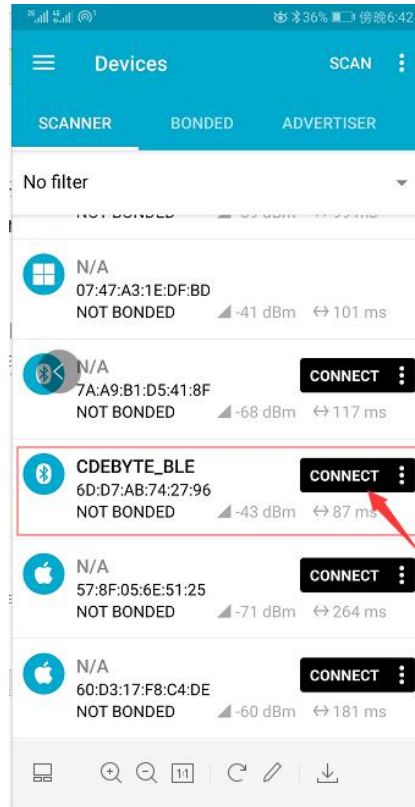 36% 傍晚6:42
Devices
SCAN
SCANNER BONDED ADVERTISER
No filter
NOT BONDED
N/A
07:47:A3:1E:DF:BD
NOT BONDED -41 dBm 101 ms
N/A
CONNECT
7A:A9:B1:D5:41:8F
NOT BONDED -68 dBm 117 ms
CDEBYTE_BLE
CONNECT
6D:D7:AB:74:27:96
NOT BONDED -43 dBm 87 ms
N/A
CONNECT
57:8F:05:6E:51:25
NOT BONDED -71 dBm 264 ms
N/A
CONNECT
60:D3:17:F8:C4:DE
NOT BONDED -60 dBm 181 ms
1:1